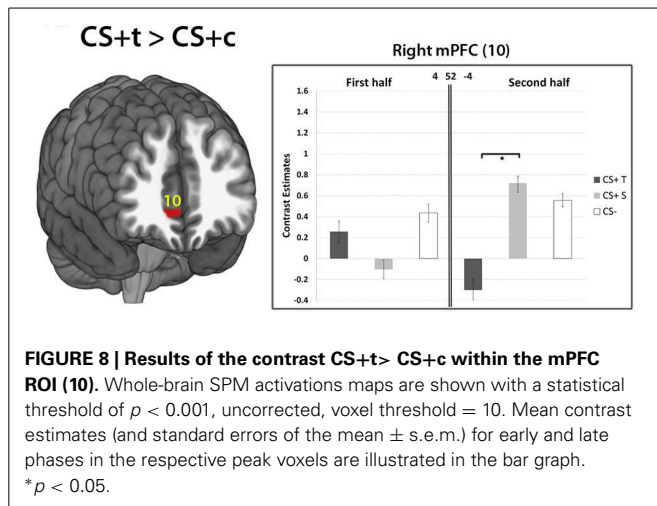 CS+t > CS+c
10
Right mPFC (10)
First half
4 52 -4
Second half
Contrast Estimates
1.6
1.4
1.2
1
0.8
0.6
0.4
0.2
0
-0.2
-0.4
*
CS+ T
CS+ S
CS-
FIGURE 8 | Results of the contrast CS+t> CS+c within the mPFC
ROI (10). Whole-brain SPM activations maps are shown with a statistical
threshold of p < 0.001, uncorrected, voxel threshold = 10. Mean contrast
estimates (and standard errors of the mean ± s.e.m.) for early and late
phases in the respective peak voxels are illustrated in the bar graph.
*p < 0.05.